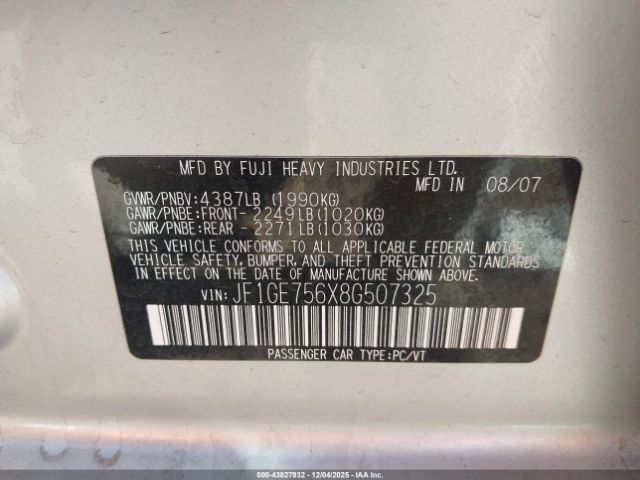 MFD BY FUJI HEAVY INDUSTRIES LTD.
MFD IN 08/07
GVWR/PNBV:4387LB (1990KG)
GAWR/PNBE:FRONT- 2249LB(1020KG)
GAWR/PNBE:REAR - 2271LB(1030KG)
THIS VEHICLE CONFORMS TO ALL APPLICABLE FEDERAL MOTOR
VEHICLE SAFETY, BUMPER, AND THEFT PREVENTION STANDARDS
IN EFFECT ON THE DATE OF MANUFACTURE SHOWN ABOVE.
VIN: JF1GE756X8G507325
PASSENGER CAR TYPE:PC/VT
000-43827932 - 12/04/2025 - Copyright IAA, LLC.